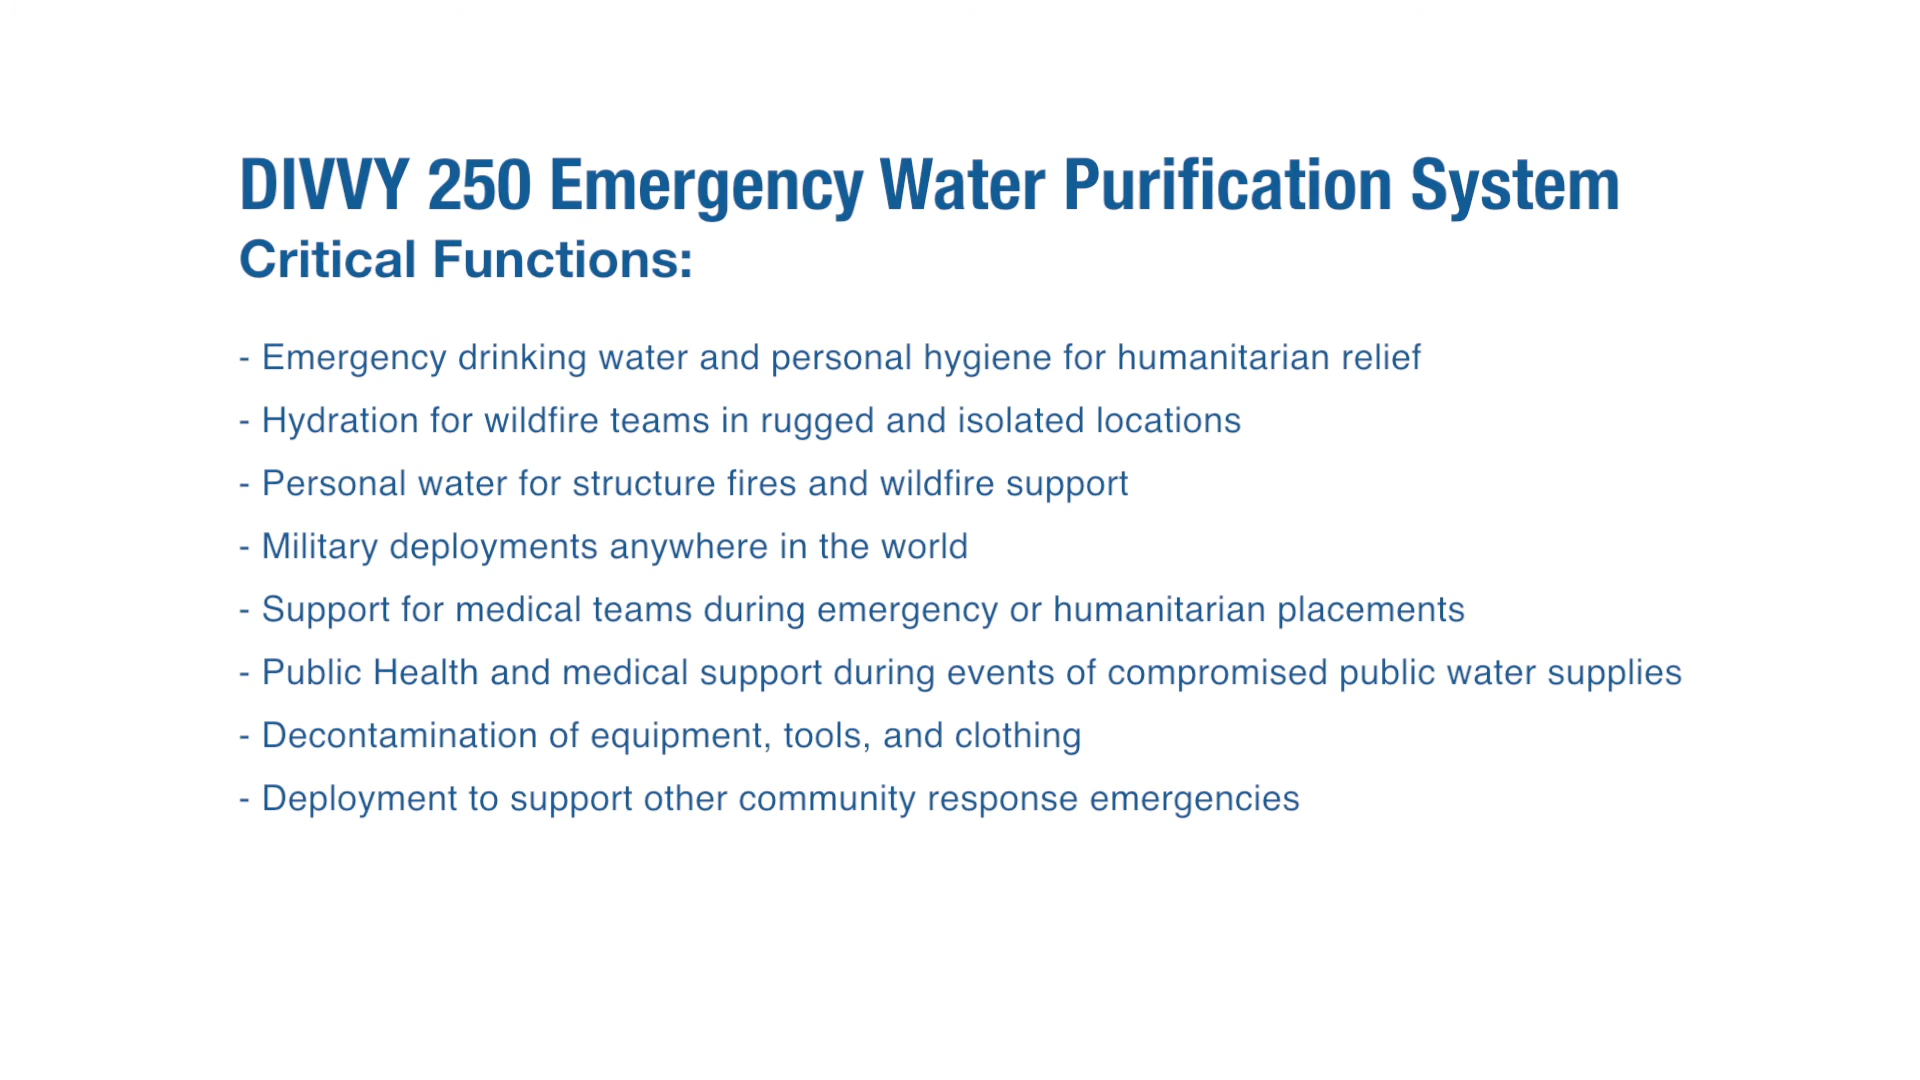 DIVVY 250 Emergency Water Purification System
Critical Functions:
- Emergency drinking water and personal hygiene for humanitarian relief
- Hydration for wildfire teams in rugged and isolated locations
- Personal water for structure fires and wildfire support
- Military deployments anywhere in the world
- Support for medical teams during emergency or humanitarian placements
- Public Health and medical support during events of compromised public water supplies
- Decontamination of equipment, tools, and clothing
- Deployment to support other community response emergencies